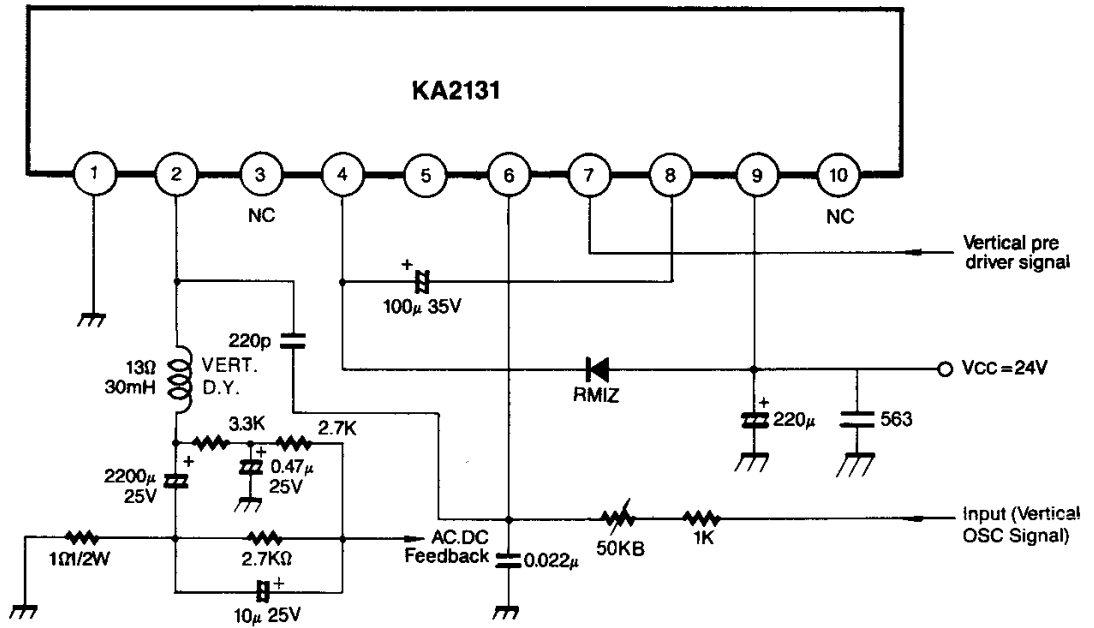 KA2131
1 2 3 4 5 6 7 8 9 10
NC
NC
Vertical pre
driver signal
+
100μ 35V
220p
13Ω
30mH
VERT.
D.Y.
RMIZ
VCC=24V
+
220μ
563
3.3K
2.7K
+
2200μ
25V
+
0.47μ
25V
50KB
1K
Input (Vertical
OSC Signal)
1Ω1/2W
2.7KΩ
AC.DC
Feedback
0.022μ
+
10μ 25V